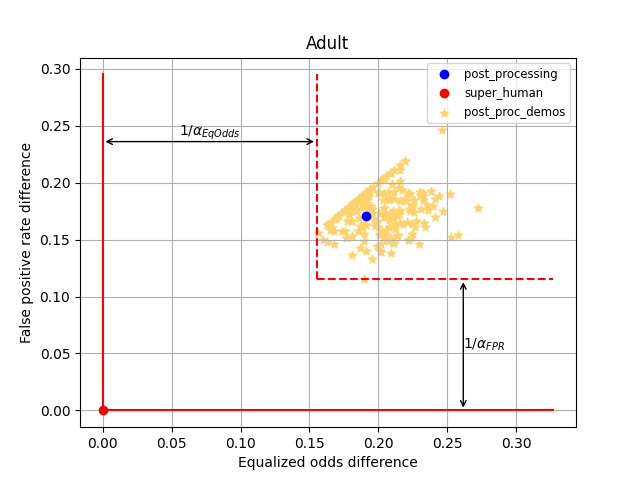 Adult
post_processing
super_human
post_proc_demos
1/α_EqOdds
1/α_FPR
False positive rate difference
0.30
0.25
0.20
0.15
0.10
0.05
0.00
0.00 0.05 0.10 0.15 0.20 0.25 0.30
Equalized odds difference